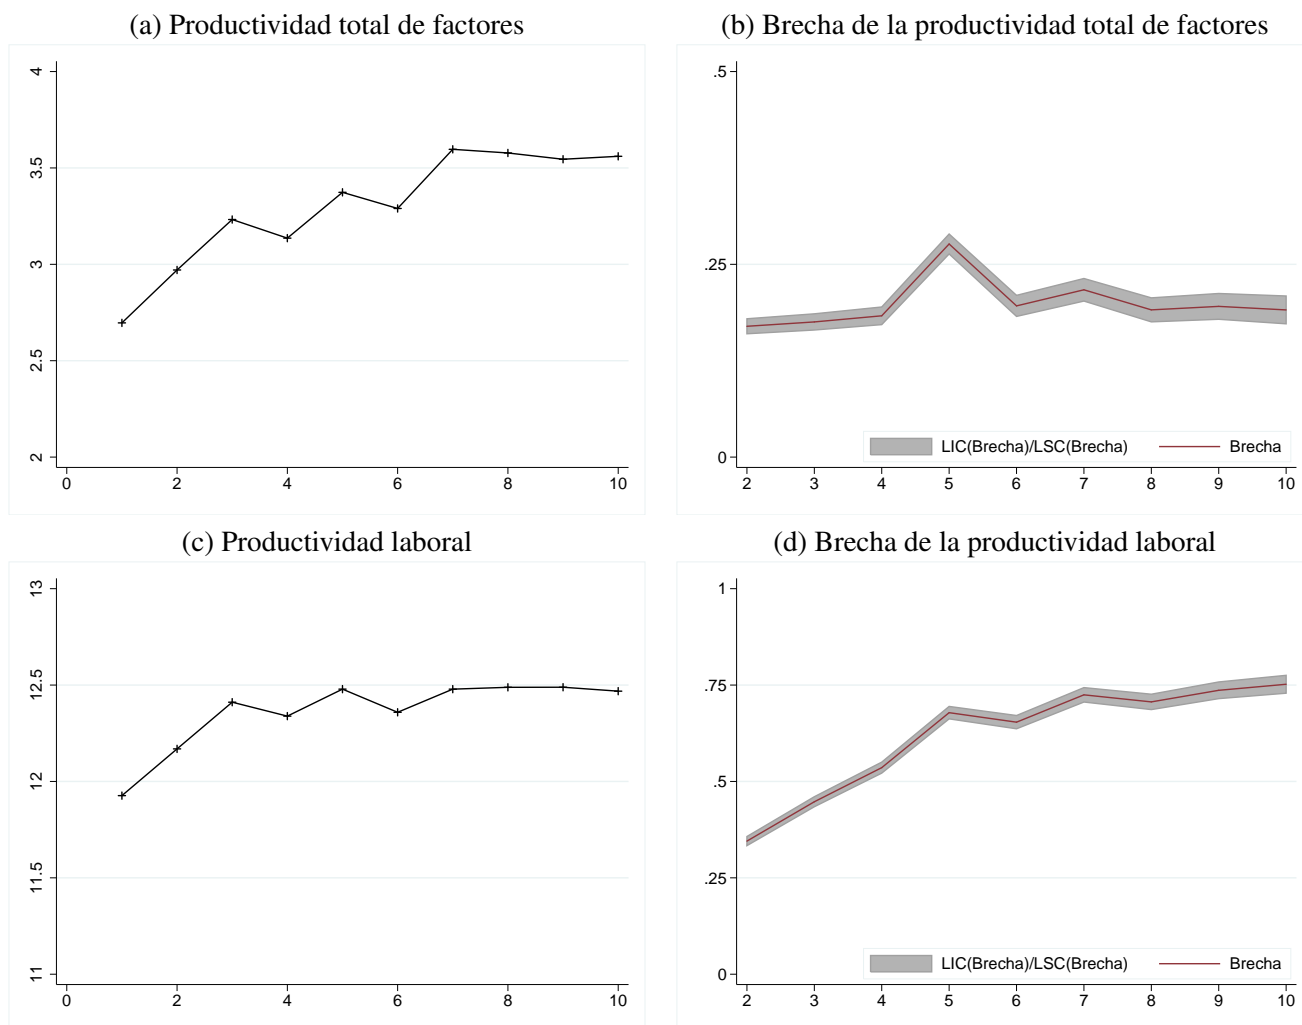 (a) Productividad total de factores
4
3.5
3
2.5
2
0 2 4 6 8 10
(b) Brecha de la productividad total de factores
.5
.25
0
LIC(Brecha)/LSC(Brecha) Brecha
2 3 4 5 6 7 8 9 10
(c) Productividad laboral
13
12.5
12
11.5
11
0 2 4 6 8 10
(d) Brecha de la productividad laboral
1
.75
.5
.25
0
LIC(Brecha)/LSC(Brecha) Brecha
2 3 4 5 6 7 8 9 10